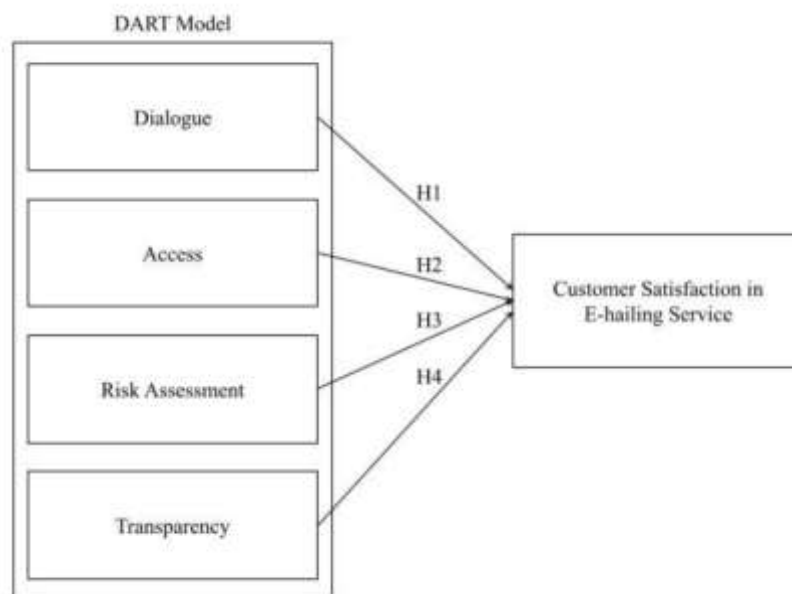 DART Model
Dialogue
Access
Risk Assessment
Transparency
H1
H2
H3
H4
Customer Satisfaction in
E-hailing Service